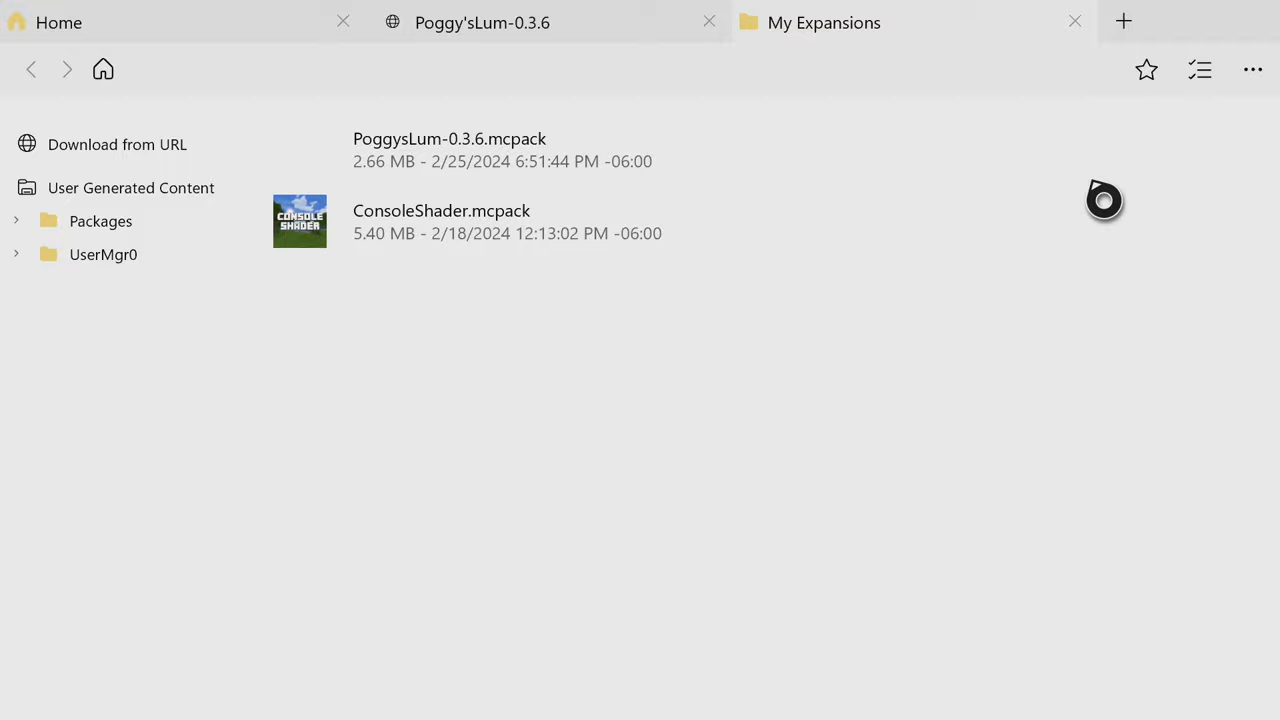 Home
Poggy'sLum-0.3.6
My Expansions
Download from URL
User Generated Content
Packages
UserMgr0
PoggysLum-0.3.6.mcpack
2.66 MB - 2/25/2024 6:51:44 PM -06:00
CONSOLE
SHADER
ConsoleShader.mcpack
5.40 MB - 2/18/2024 12:13:02 PM -06:00